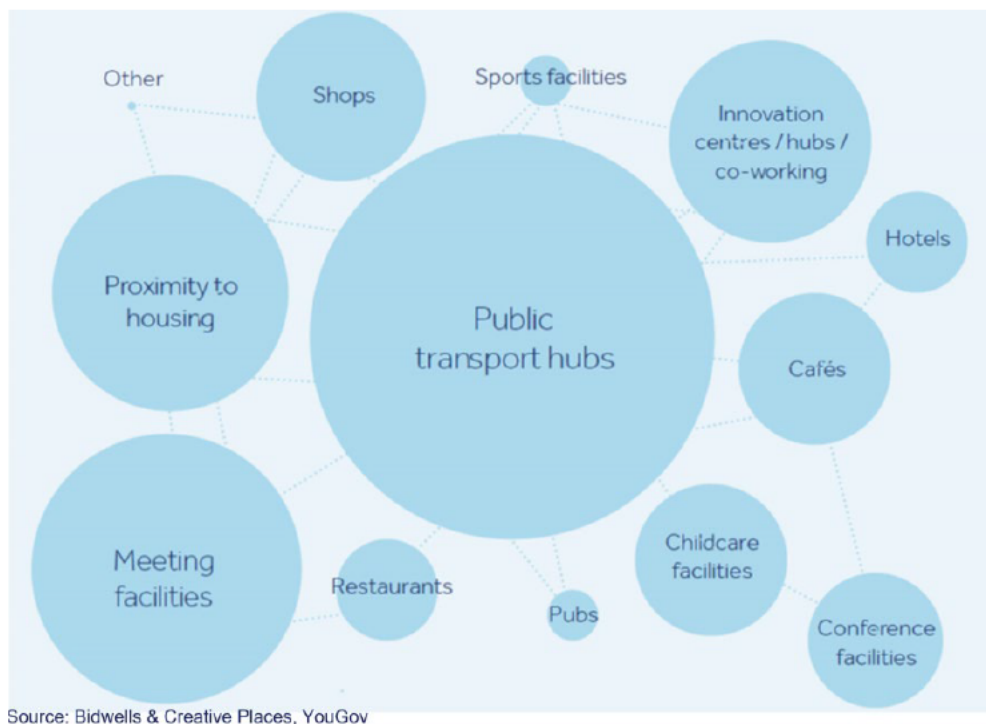 Other
Shops
Sports facilities
Innovation
centres / hubs /
co-working
Hotels
Proximity to
housing
Public
transport hubs
Cafés
Meeting
facilities
Restaurants
Pubs
Childcare
facilities
Conference
facilities
Source: Bidwells & Creative Places, YouGov